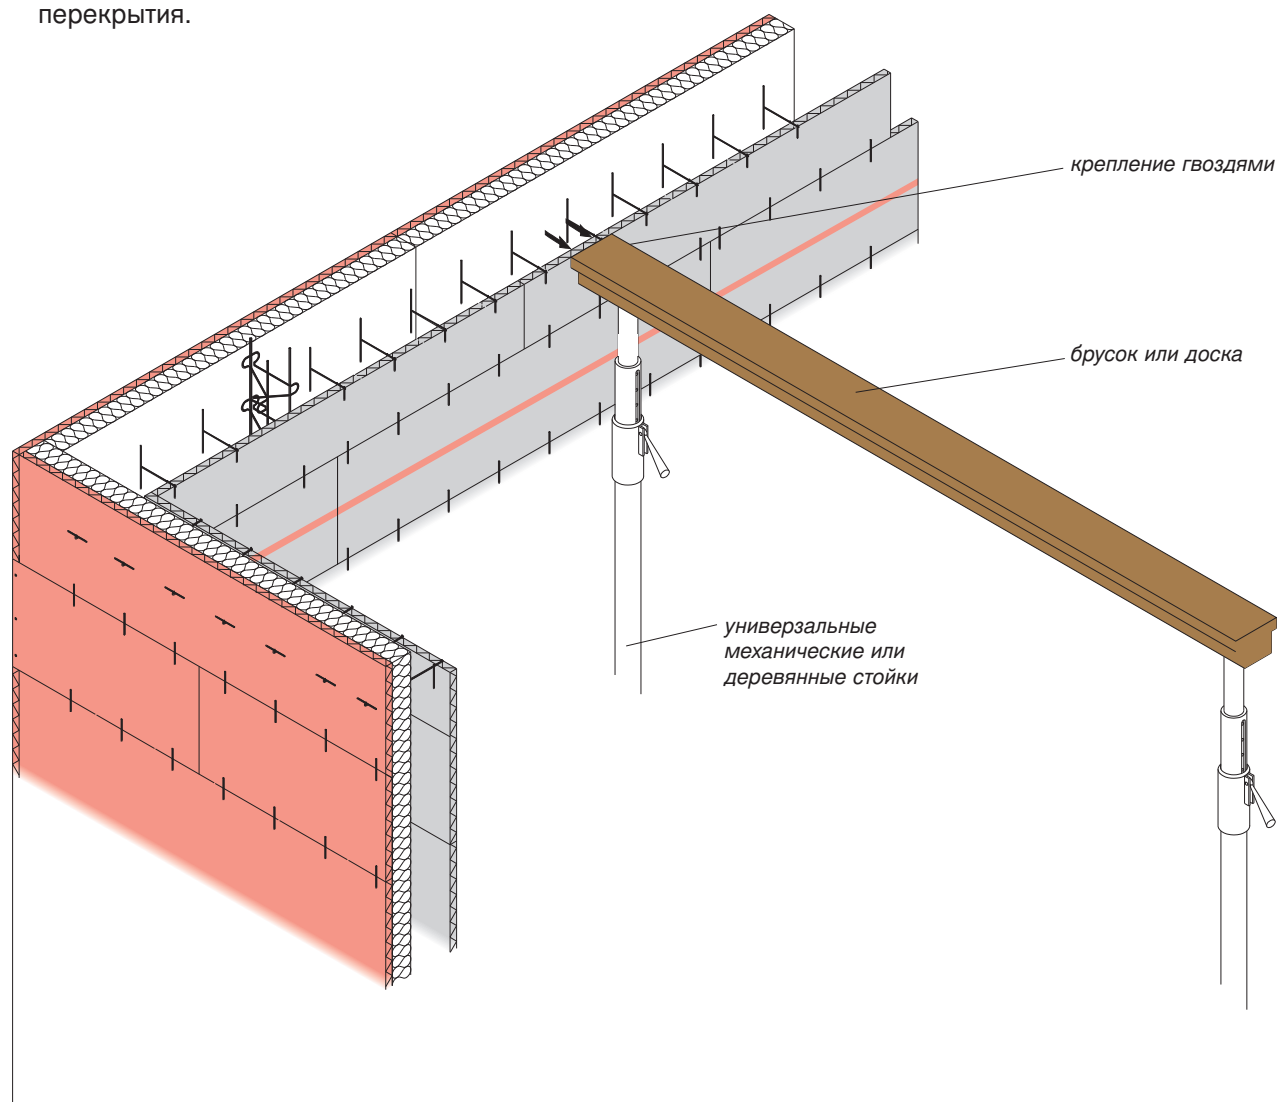 перекрытия.
крепление гвоздями
брусок или доска
универзальные
механические или
деревянные стойки